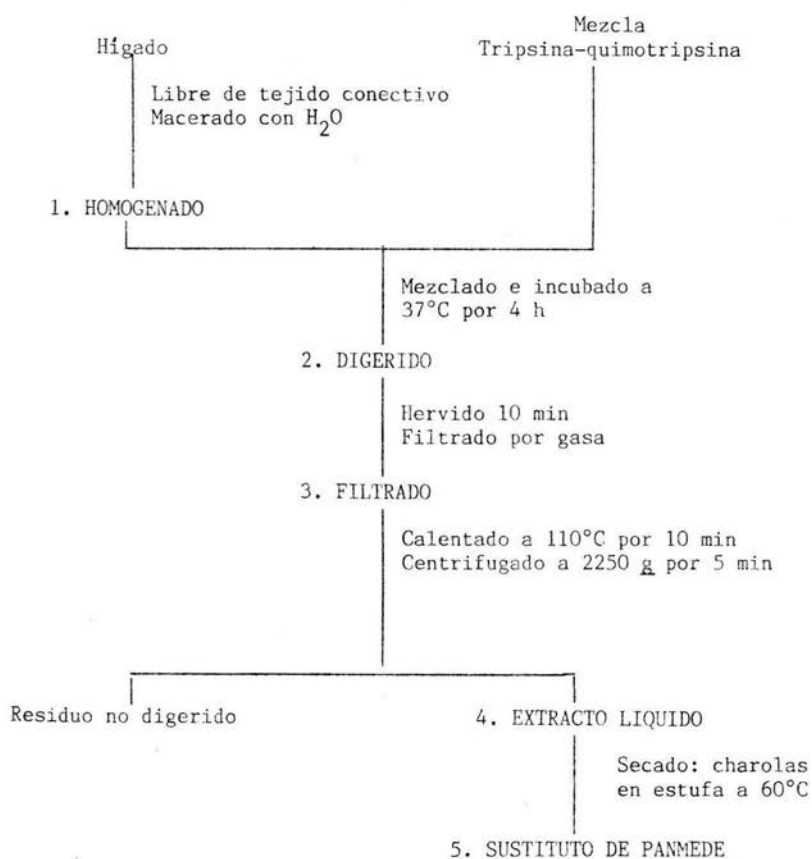 Hígado
Mezcla
Tripsina-quimotripsina
Libre de tejido conectivo
Macerado con H₂O
1. HOMOGENADO
Mezclado e incubado a
37°C por 4 h
2. DIGERIDO
Hervido 10 min
Filtrado por gasa
3. FILTRADO
Calentado a 110°C por 10 min
Centrifugado a 2250 g por 5 min
Residuo no digerido
4. EXTRACTO LIQUIDO
Secado: charolas
en estufa a 60°C
5. SUSTITUTO DE PANMEDE